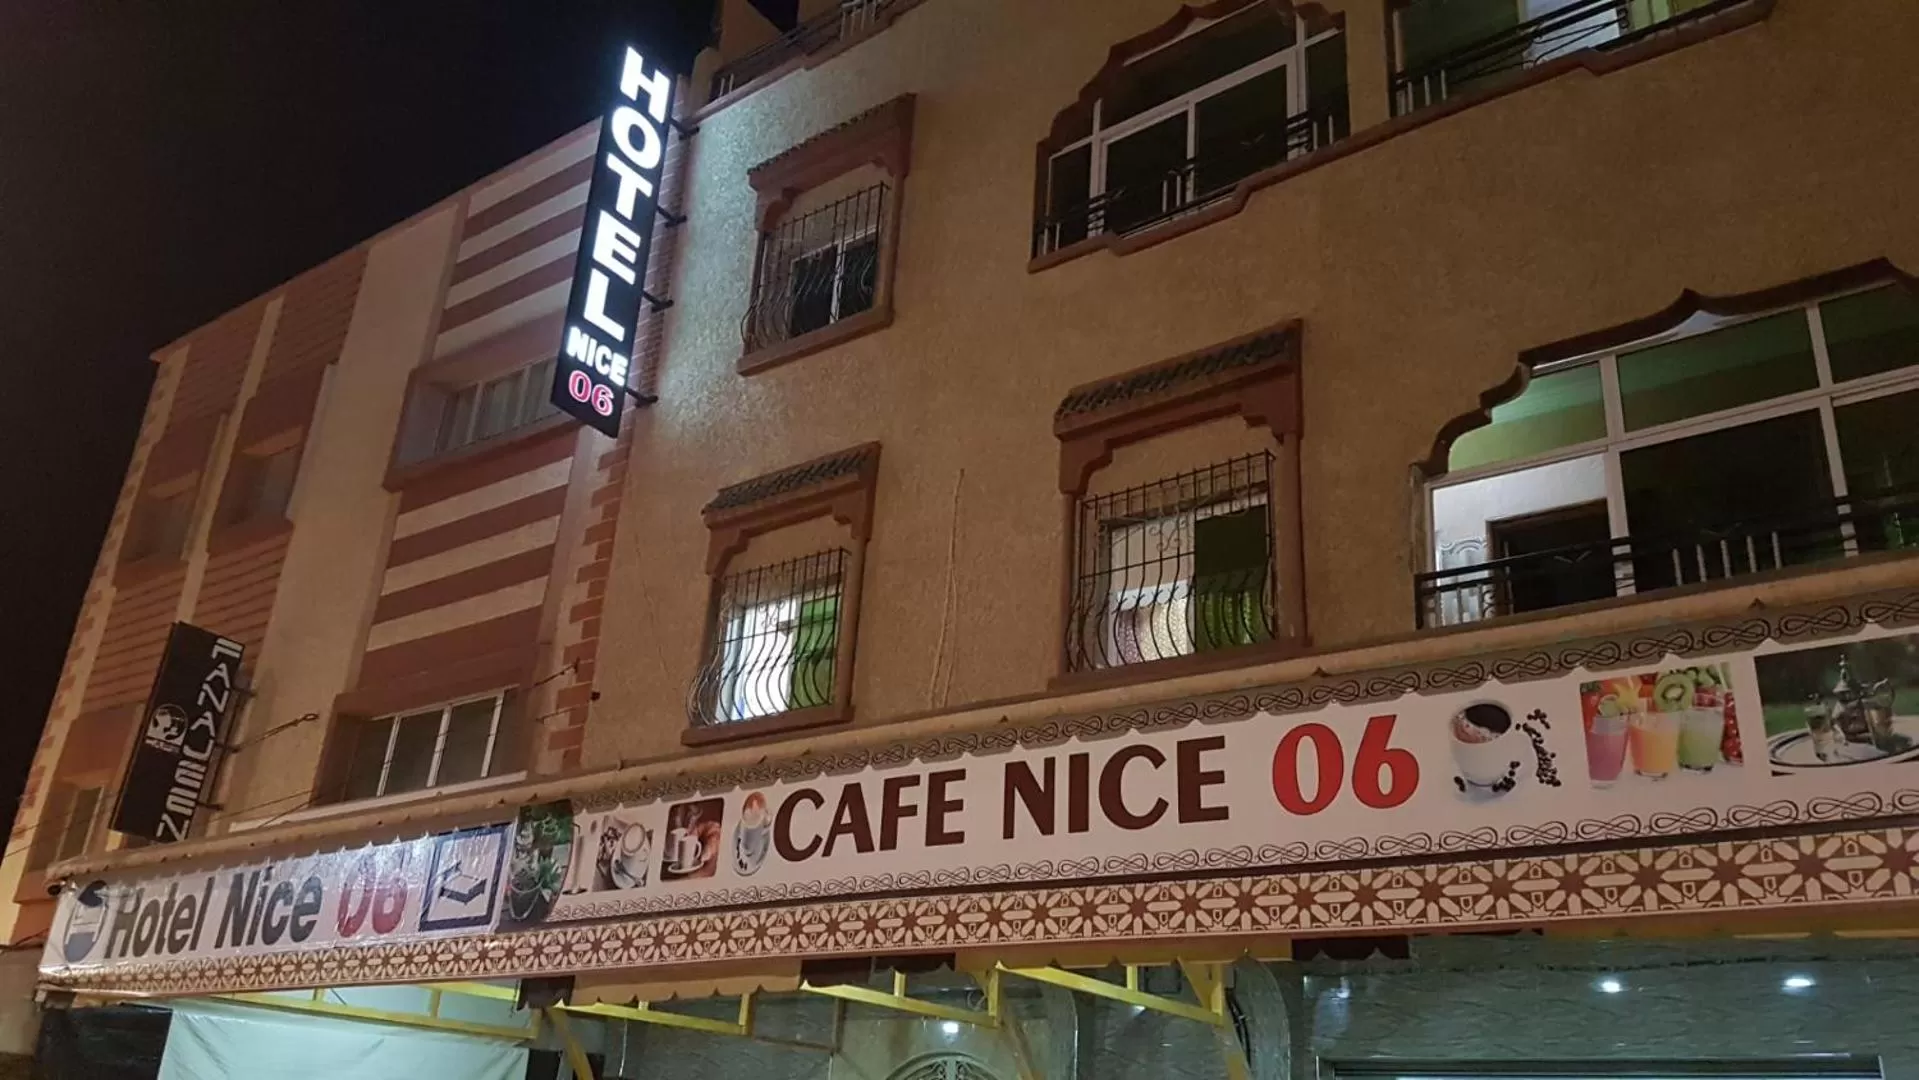 HOTEL
NICE
06
Hotel Nice 06
CAFE NICE 06